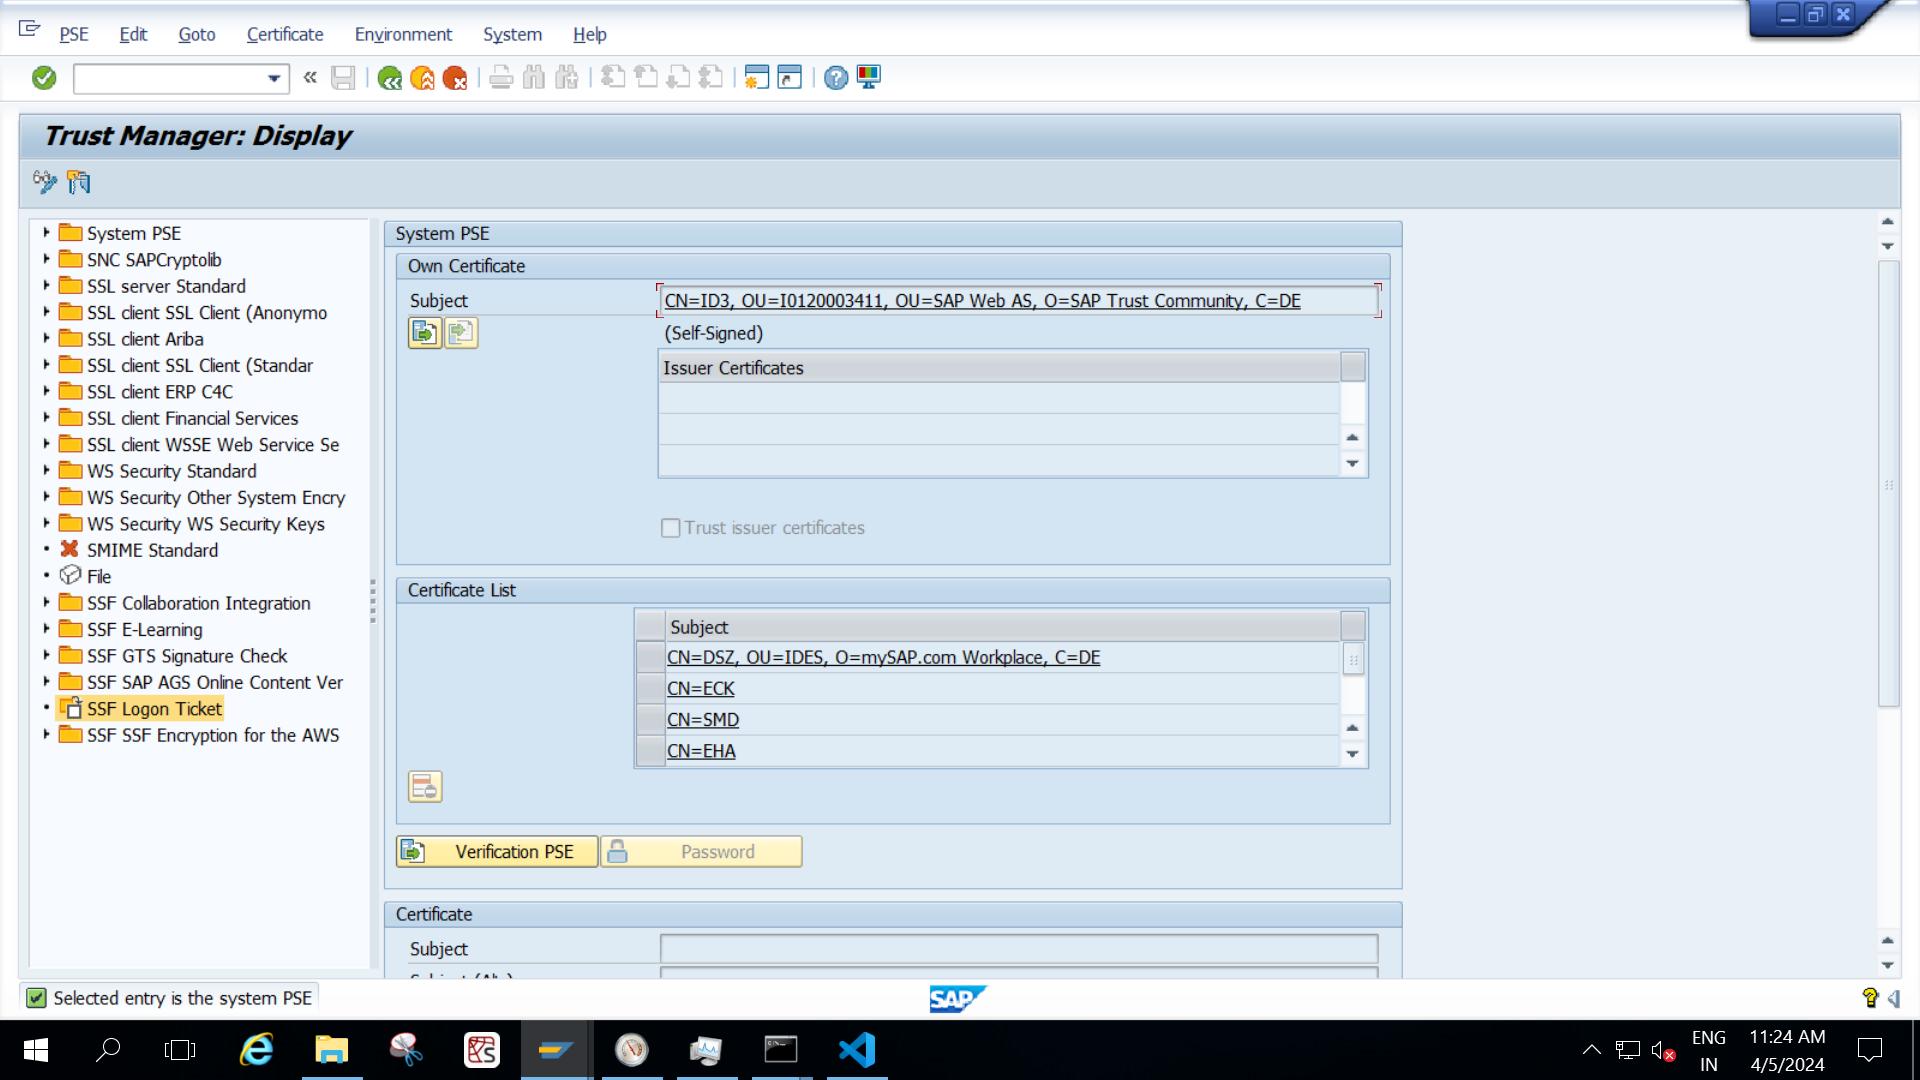 PSE Edit Goto Certificate Environment System Help
Trust Manager: Display
System PSE
SNC SAPCryptolib
SSL server Standard
SSL client SSL Client (Anonymo
SSL client Ariba
SSL client SSL Client (Standar
SSL client ERP C4C
SSL client Financial Services
SSL client WSSE Web Service Se
WS Security Standard
WS Security Other System Encry
WS Security WS Security Keys
SMIME Standard
File
SSF Collaboration Integration
SSF E-Learning
SSF GTS Signature Check
SSF SAP AGS Online Content Ver
SSF Logon Ticket
SSF SSF Encryption for the AWS
System PSE
Own Certificate
Subject CN=ID3, OU=I0120003411, OU=SAP Web AS, O=SAP Trust Community, C=DE
(Self-Signed)
Issuer Certificates
Trust issuer certificates
Certificate List
Subject
CN=DSZ, OU=IDES, O=mySAP.com Workplace, C=DE
CN=ECK
CN=SMD
CN=EHA
Verification PSE Password
Certificate
Subject
Selected entry is the system PSE
SAP
ENG 11:24 AM
IN 4/5/2024